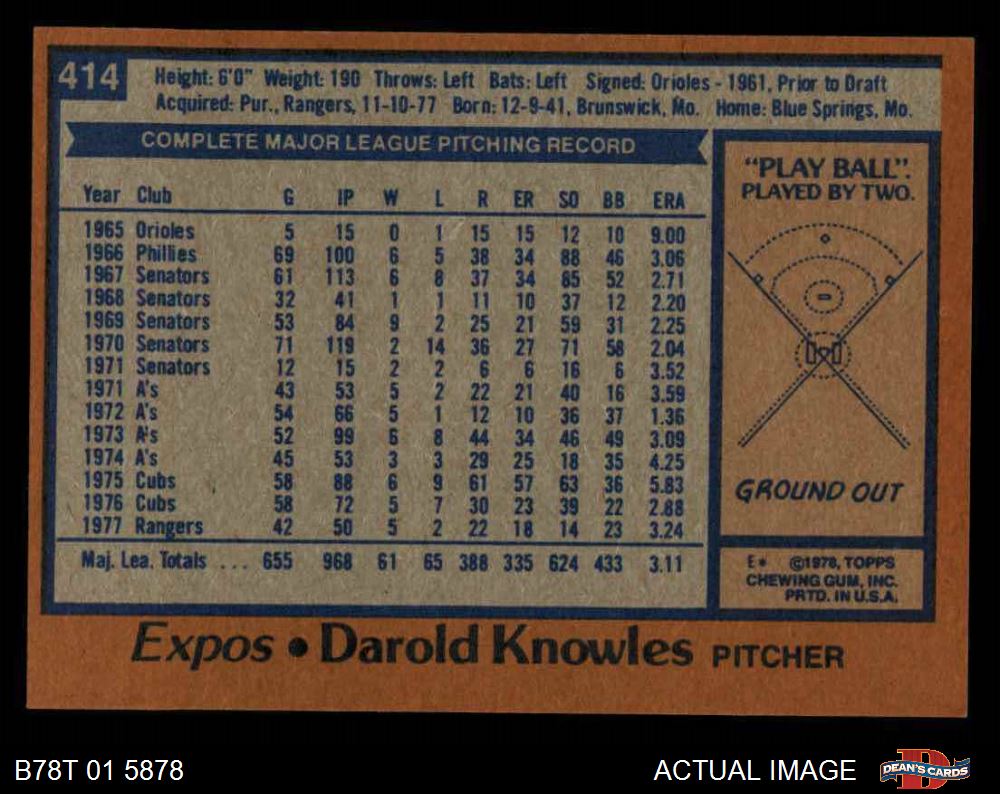 414
Height: 6'0" Weight: 190 Throws: Left Bats: Left Signed: Orioles - 1961, Prior to Draft
Acquired: Pur., Rangers, 11-10-77 Born: 12-9-41, Brunswick, Mo. Home: Blue Springs, Mo.
COMPLETE MAJOR LEAGUE PITCHING RECORD
Year Club G IP W L R ER SO BB ERA
1965 Orioles 5 15 0 1 15 15 12 10 9.00
1966 Phillies 69 100 6 5 38 34 88 46 3.06
1967 Senators 61 113 6 8 37 34 85 52 2.71
1968 Senators 32 41 1 1 11 10 37 12 2.20
1969 Senators 53 84 9 2 25 21 59 31 2.25
1970 Senators 71 119 2 14 36 27 71 58 2.04
1971 Senators 12 15 2 2 6 6 16 6 3.52
1971 A's 43 53 5 2 22 21 40 16 3.59
1972 A's 54 66 5 1 12 10 36 37 1.36
1973 A's 52 99 6 8 44 34 46 49 3.09
1974 A's 45 53 3 3 29 25 18 35 4.25
1975 Cubs 58 88 6 9 61 57 63 36 5.83
1976 Cubs 58 72 5 7 30 23 39 22 2.88
1977 Rangers 42 50 5 2 22 18 14 23 3.24
Maj. Lea. Totals ... 655 968 61 65 388 335 624 433 3.11
"PLAY BALL":
PLAYED BY TWO.
GROUND OUT
E* ©1978, TOPPS
CHEWING GUM, INC.
PRTD. IN U.S.A.
Expos • Darold Knowles PITCHER
B78T 01 5878
ACTUAL IMAGE
DEAN'S CARDS